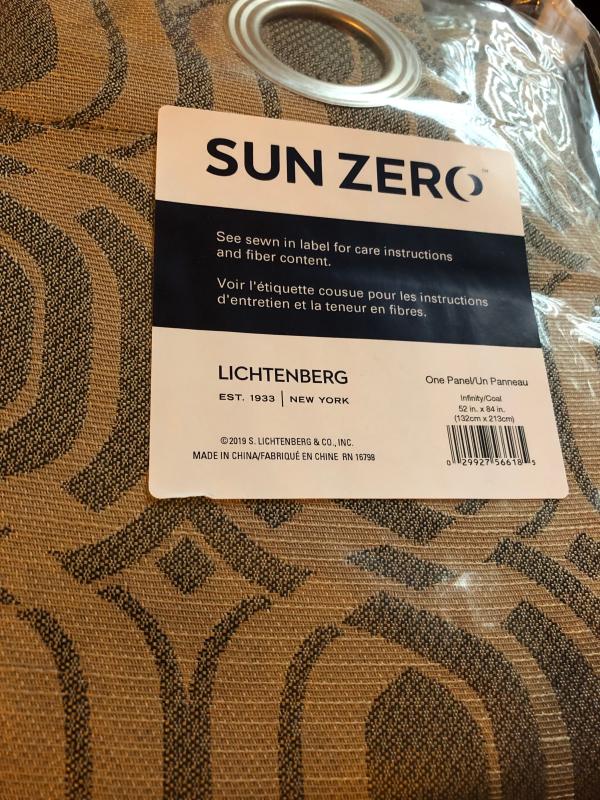 SUN ZERO™
See sewn in label for care instructions
and fiber content.
Voir l'étiquette cousue pour les instructions
d'entretien et la teneur en fibres.
LICHTENBERG
EST. 1933 | NEW YORK
©2019 S. LICHTENBERG & CO., INC.
MADE IN CHINA/FABRIQUÉ EN CHINE RN 16798
One Panel/Un Panneau
Infinity/Coal
52 in. x 84 in.
(132cm x 213cm)
0 29927 56618 5